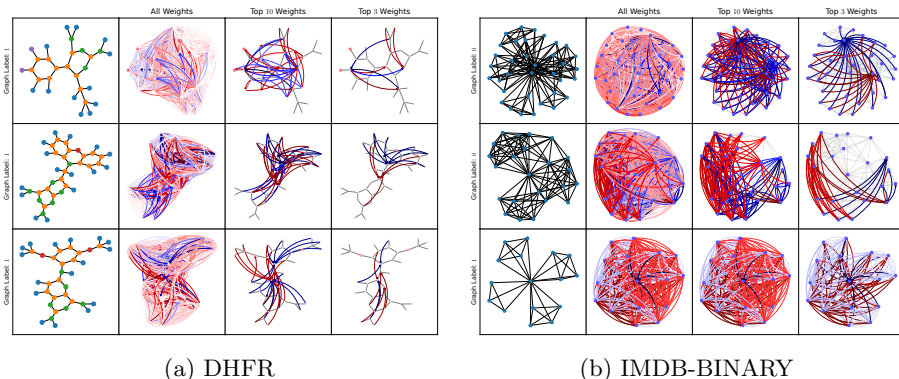 All Weights Top 10 Weights Top 3 Weights
Graph Label: 1
Graph Label: 1
Graph Label: 1
(a) DHFR
All Weights Top 10 Weights Top 3 Weights
Graph Label: 0
Graph Label: 0
Graph Label: 1
(b) IMDB-BINARY